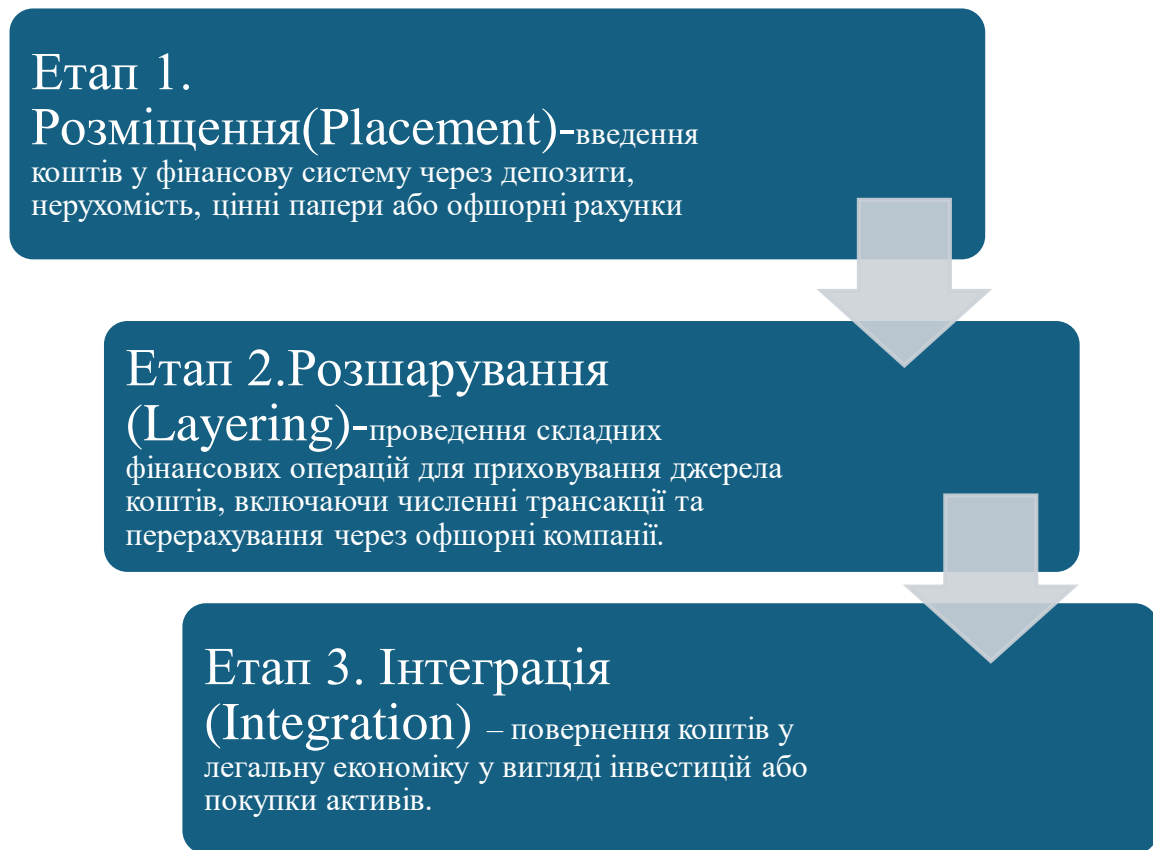 Етап 1.
Розміщення(Placement)-введення
коштів у фінансову систему через депозити,
нерухомість, цінні папери або офшорні рахунки
Етап 2.Розшарування
(Layering)-проведення складних
фінансових операцій для приховування джерела
коштів, включаючи численні трансакції та
перерахування через офшорні компанії.
Етап 3. Інтеграція
(Integration) – повернення коштів у
легальну економіку у вигляді інвестицій або
покупки активів.